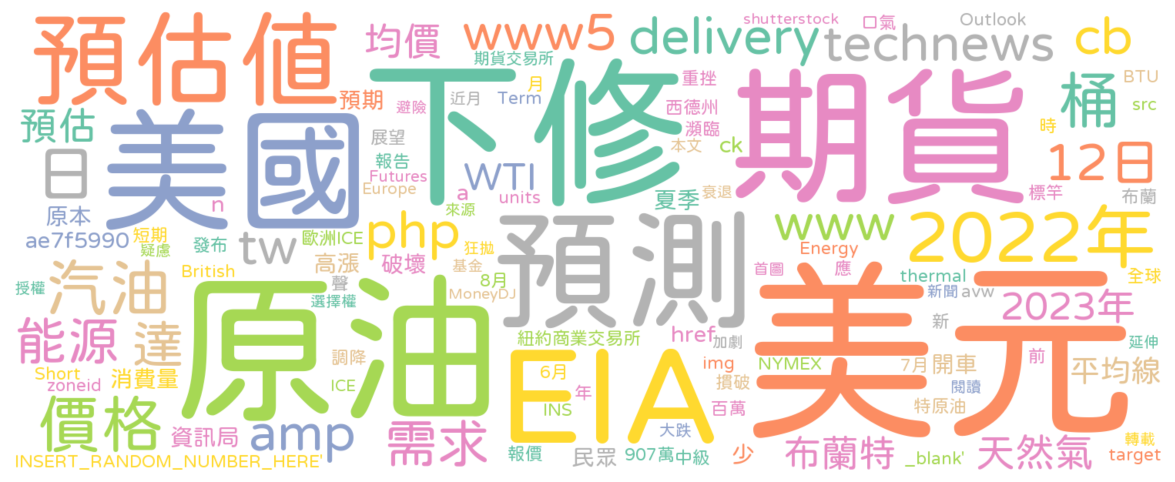 預估值
均價
www5
delivery
shutterstock
口氣
Outlook
technews
cb
期貨交易所
月
重挫
BTU
預期
避險
近月
Term
下修
期貨
桶
src
西德州
預估
美國
展望
瀕臨
本文
ck
時
日
報告
Futures
WTI
12日
Europe
a
units
夏季
衰退
標竿
布蘭
n
原本
來源
預測
www
2022年
ae7f5990
短期
疑慮
發布
tw
歐洲ICE
php
狂拋
Energy
高漲
破壞
基金
首圖
應
thermal
全球
British
汽油
授權
聲
選擇權
8月
MoneyDJ
新聞
avw
2023年
原油
美元
能源
達
紐約商業交易所
href
加劇
新
延伸
調降
EIA
img
NYMEX
7月
開車
前
平均線
Short
zoneid
消費量
ICE
6月
年
摜破
閱讀
INS
百萬
特原油
價格
資訊局
amp
需求
大跌
轉載
INSERT_RANDOM_NUMBER_HERE'
報價
民眾
907萬
中級
少
布蘭特
_blank'
天然氣
target